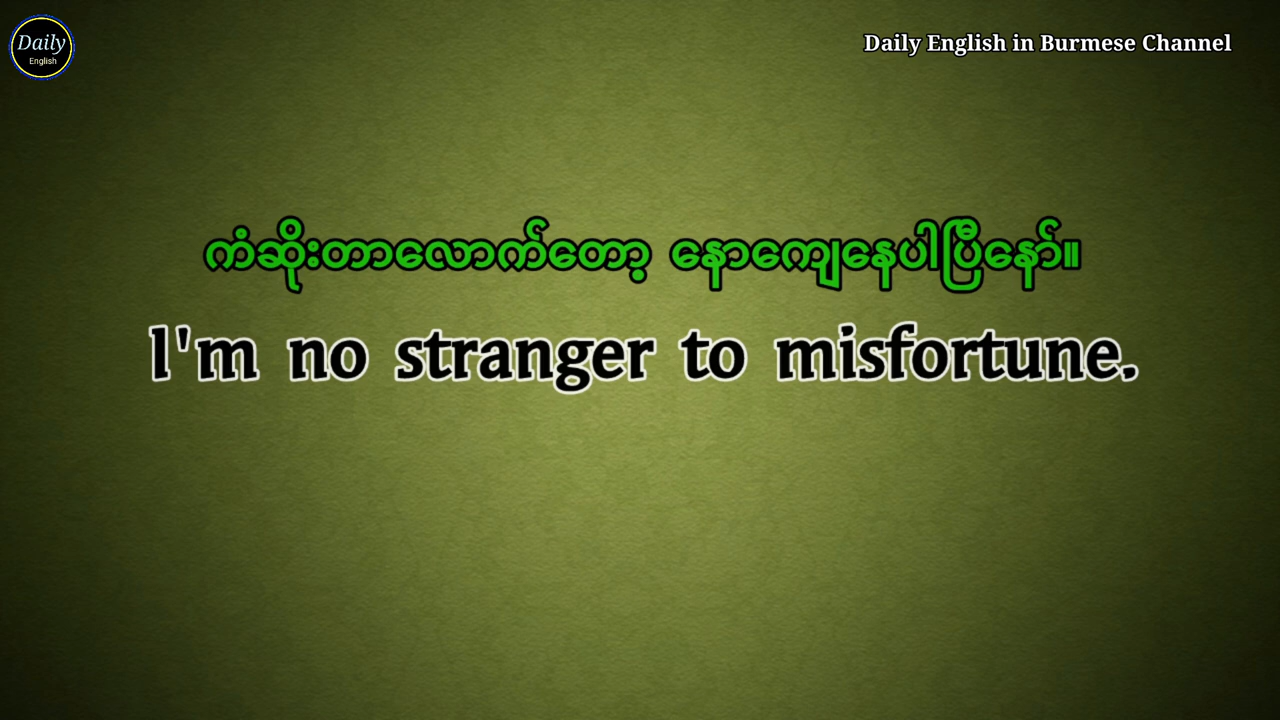 Daily
English
Daily English in Burmese Channel
ကံဆိုးတာလောက်တော့ နောကျေနေပါပြီနော်။
I'm no stranger to misfortune.